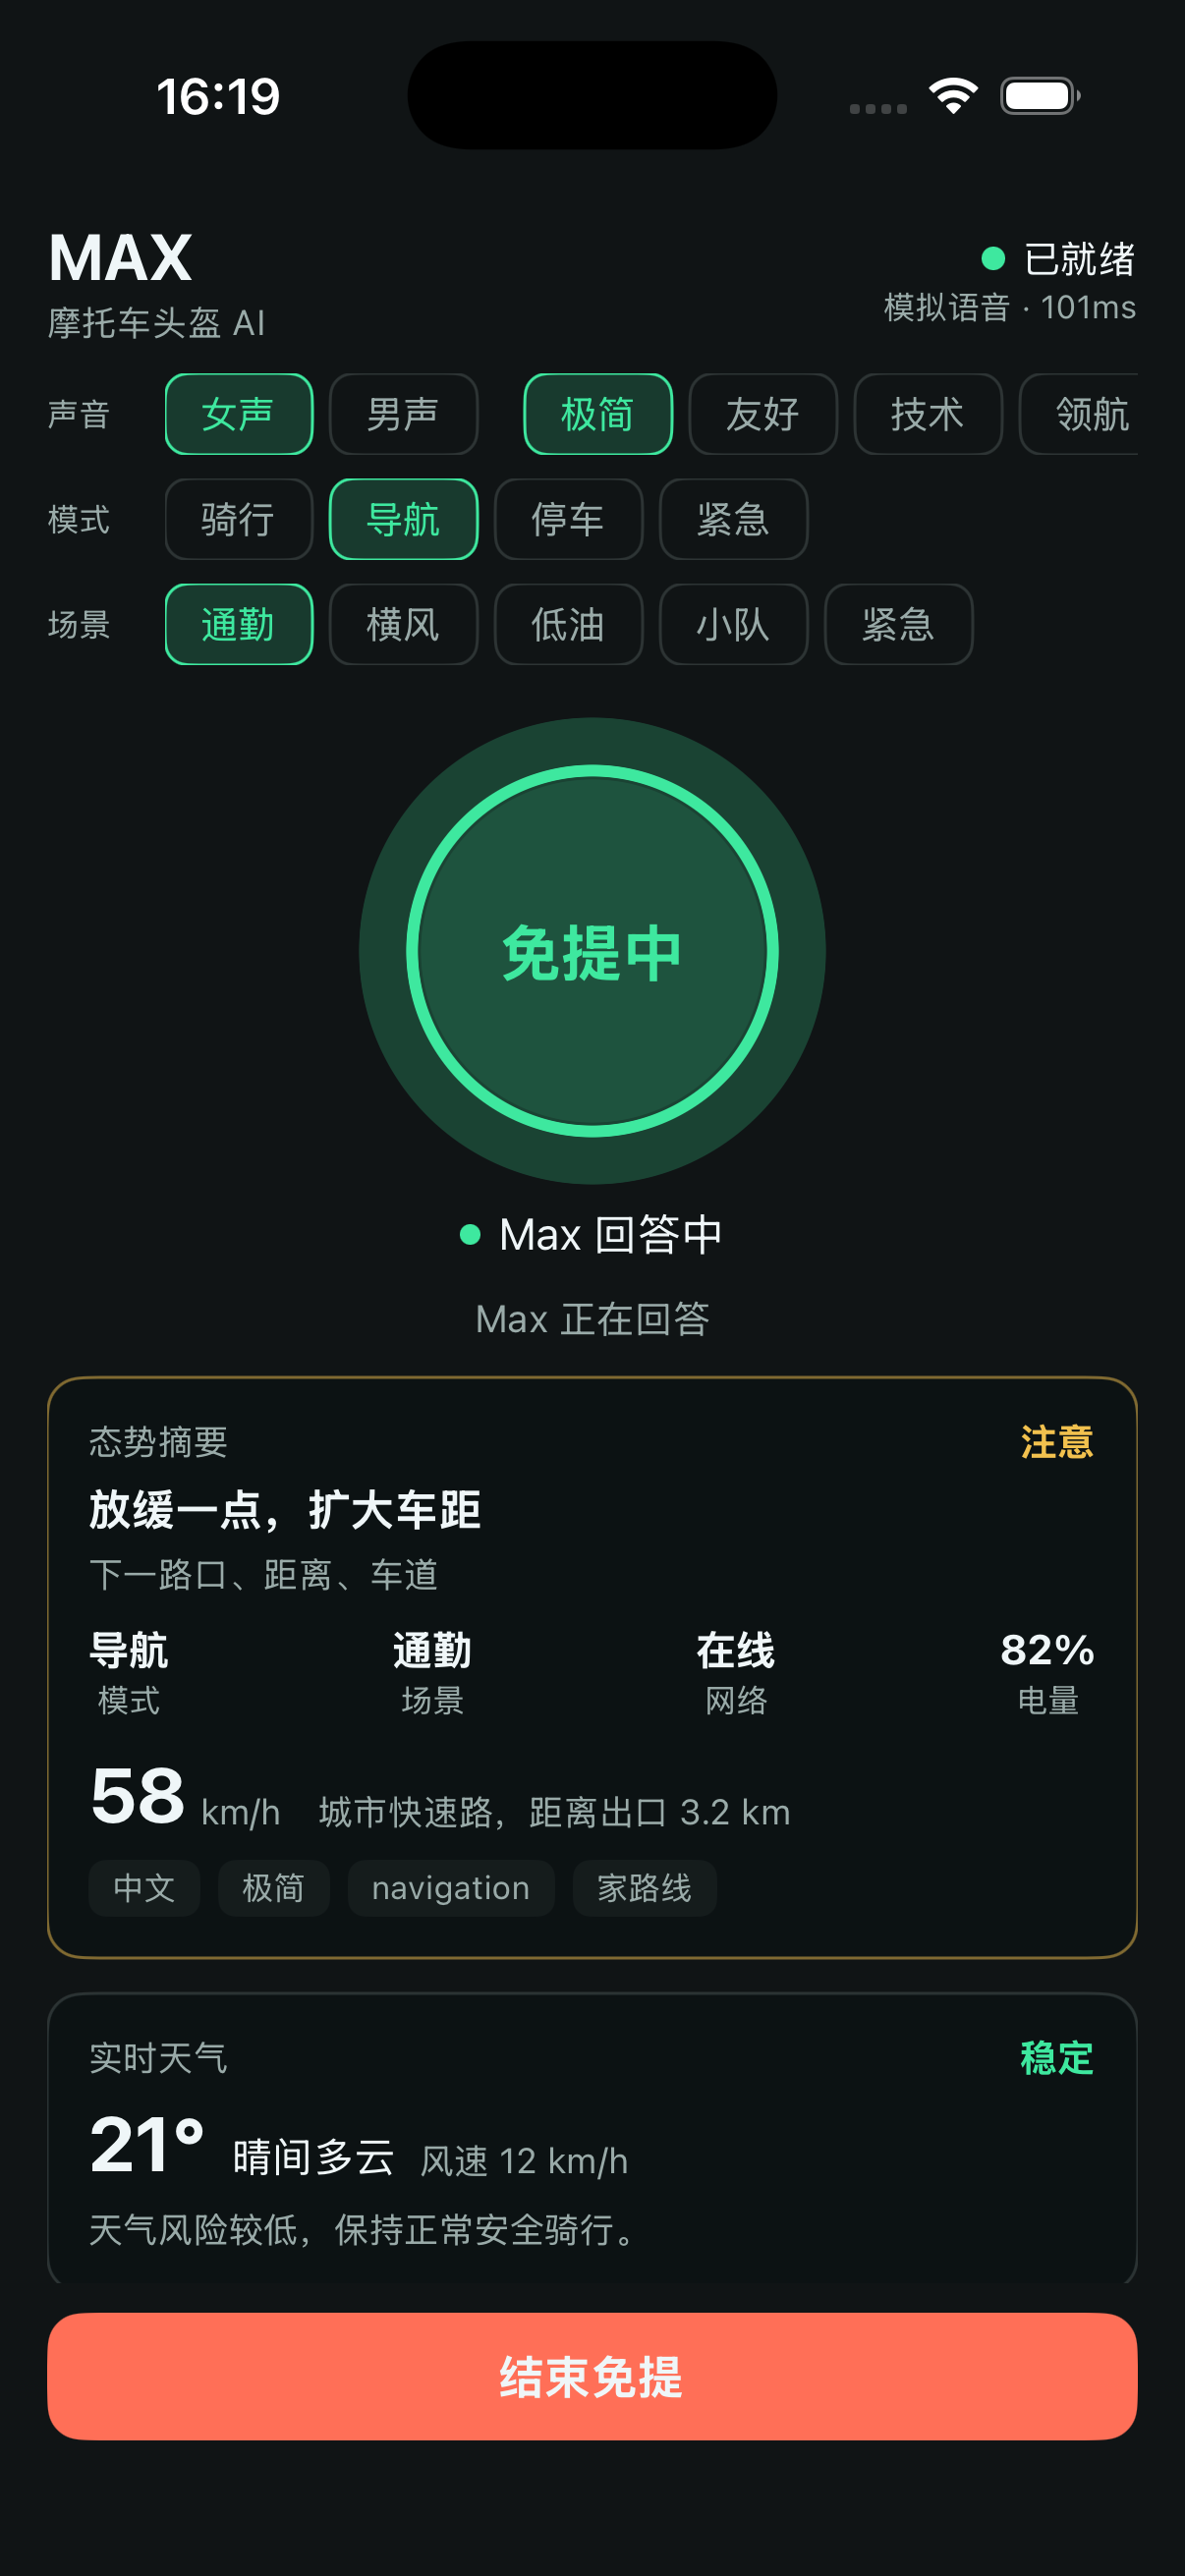 16:19
MAX
已就绪
摩托车头盔 AI
模拟语音 · 101ms
声音 女声 男声 极简 友好 技术 领航
模式 骑行 导航 停车 紧急
场景 通勤 横风 低油 小队 紧急
免提中
Max 回答中
Max 正在回答
态势摘要 注意
放缓一点，扩大车距
下一路口、距离、车道
导航 通勤 在线 82%
模式 场景 网络 电量
58 km/h 城市快速路，距离出口 3.2 km
中文 极简 navigation 家路线
实时天气 稳定
21° 晴间多云 风速 12 km/h
天气风险较低，保持正常安全骑行。
结束免提